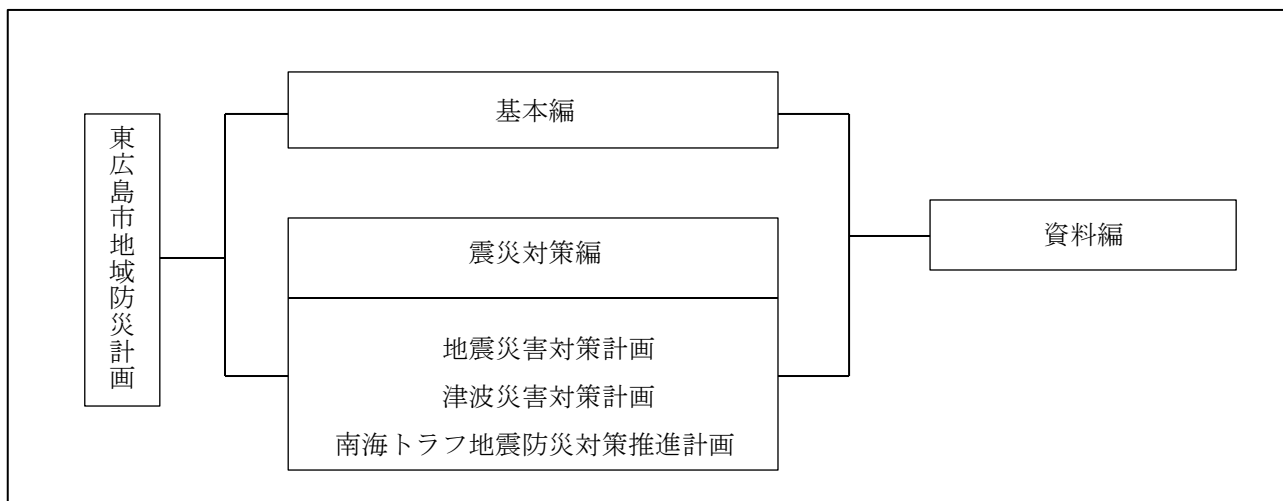 東広島市地域防災計画
基本編
震災対策編
地震災害対策計画
津波災害対策計画
南海トラフ地震防災対策推進計画
資料編